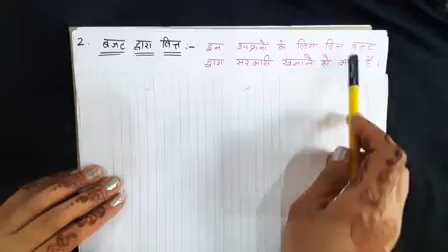 2. बजट द्वारा वित्त :- इन उपक्रमों के लिए वित्त बजट
द्वारा सरकारी खजाने से है।